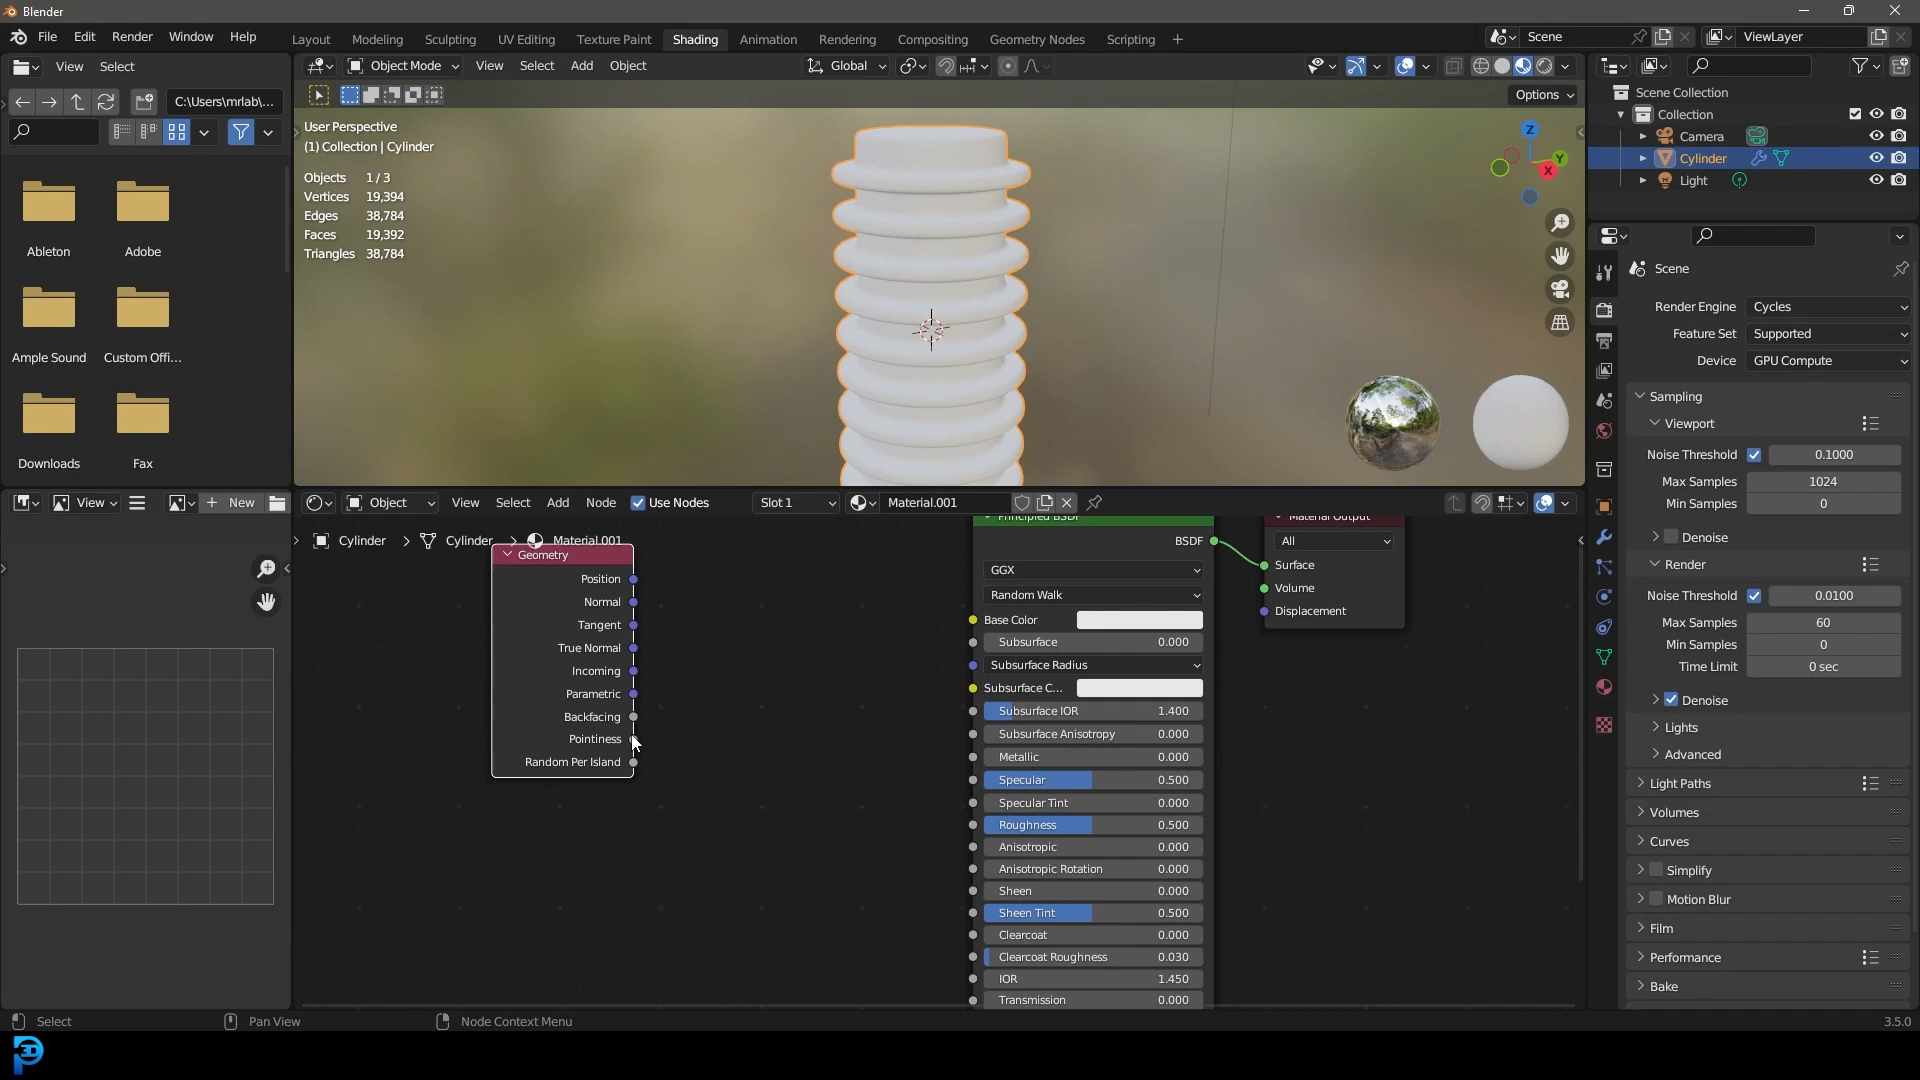 Blender
File Edit Render Window Help
Layout Modeling Sculpting UV Editing Texture Paint Shading Animation Rendering Compositing Geometry Nodes Scripting +
Scene
ViewLayer
View Select
Object Mode View Select Add Object
Global
C:\Users\mrlab\...
Options
User Perspective
(1) Collection | Cylinder
Objects 1 / 3
Vertices 19,394
Edges 38,784
Faces 19,392
Triangles 38,784
Z
Y
X
Ableton
Adobe
Ample Sound
Custom Offi...
Downloads
Fax
Scene Collection
Collection
Camera
Cylinder
Light
Scene
Render Engine Cycles
Feature Set Supported
Device GPU Compute
Sampling
Viewport
Noise Threshold 0.1000
Max Samples 1024
Min Samples 0
Denoise
Render
Noise Threshold 0.0100
Max Samples 60
Min Samples 0
Time Limit 0 sec
Denoise
Lights
Advanced
Light Paths
Volumes
Curves
Simplify
Motion Blur
Film
Performance
Bake
View
New
Object View Select Add Node Use Nodes Slot 1 Material.001
Cylinder > Cylinder > Material.001
Geometry
Position
Normal
Tangent
True Normal
Incoming
Parametric
Backfacing
Pointiness
Random Per Island
Principled BSDF
BSDF
GGX
Random Walk
Base Color
Subsurface 0.000
Subsurface Radius
Subsurface C...
Subsurface IOR 1.400
Subsurface Anisotropy 0.000
Metallic 0.000
Specular 0.500
Specular Tint 0.000
Roughness 0.500
Anisotropic 0.000
Anisotropic Rotation 0.000
Sheen 0.000
Sheen Tint 0.500
Clearcoat 0.000
Clearcoat Roughness 0.030
IOR 1.450
Transmission 0.000
Material Output
All
Surface
Volume
Displacement
Select
Pan View
Node Context Menu
3.5.0